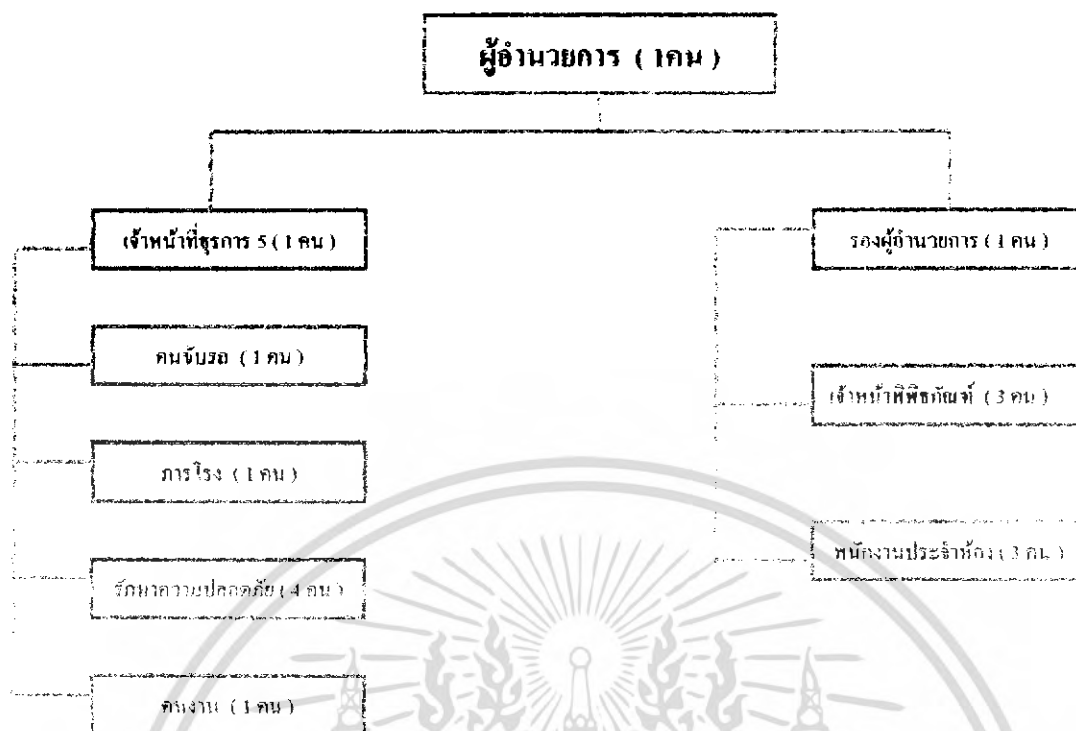 ผู้อำนวยการ ( 1คน )
เจ้าหน้าที่ธุรการ 5 ( 1 คน )
คนขับรถ ( 1 คน )
ภารโรง ( 1 คน )
รักษาความปลอดภัย ( 4 คน )
คนงาน ( 1 คน )
รองผู้อำนวยการ ( 1 คน )
เจ้าหน้าพิพิธภัณฑ์ ( 3 คน )
พนักงานประจำห้อง ( 3 คน )